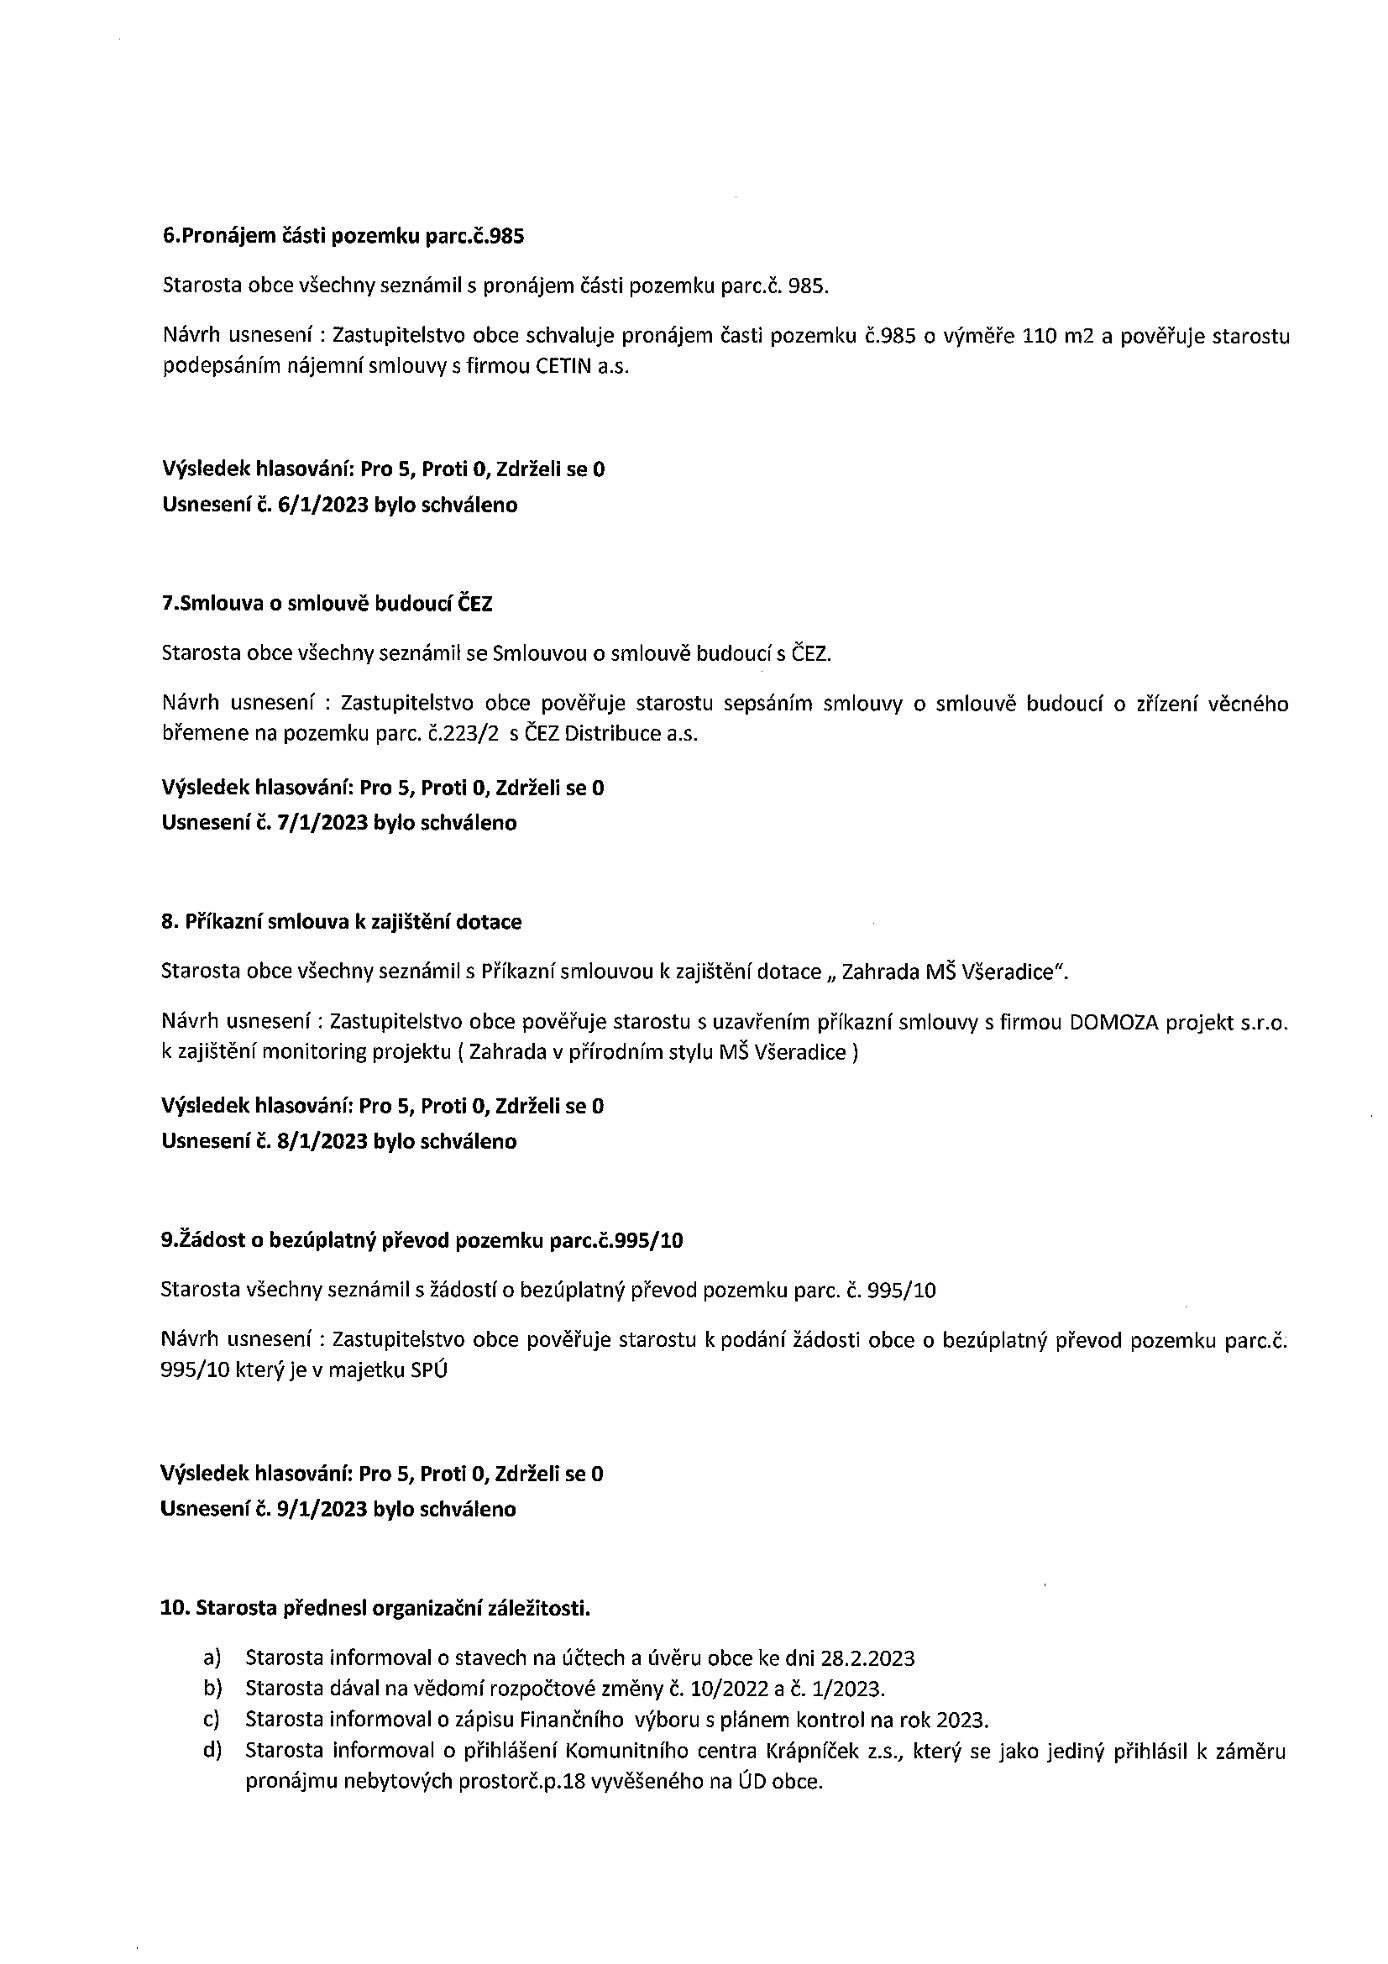 6.Pronájem části pozemku parc.č.985
Starosta obce všechny seznámil s pronájem části pozemku parc.č. 985.
Návrh usnesení : Zastupitelstvo obce schvaluje pronájem časti pozemku č.985 o výměře 110 m2 a pověřuje starostu
podepsáním nájemní smlouvy s firmou CETIN a.s.
Výsledek hlasování: Pro 5, Proti 0, Zdrželi se 0
Usnesení č. 6/1/2023 bylo schváleno
7.Smlouva o smlouvě budoucí ČEZ
Starosta obce všechny seznámil se Smlouvou o smlouvě budoucí s ČEZ.
Návrh usnesení : Zastupitelstvo obce pověřuje starostu sepsáním smlouvy o smlouvě budoucí o zřízení věcného
břemene na pozemku parc. č.223/2 s ČEZ Distribuce a.s.
Výsledek hlasování: Pro 5, Proti 0, Zdrželi se 0
Usnesení č. 7/1/2023 bylo schváleno
8. Příkazní smlouva k zajištění dotace
Starosta obce všechny seznámil s Příkazní smlouvou k zajištění dotace „ Zahrada MŠ Všeradice“.
Návrh usnesení : Zastupitelstvo obce pověřuje starostu s uzavřením příkazní smlouvy s firmou DOMOZA projekt s.r.o.
k zajištění monitoring projektu ( Zahrada v přírodním stylu MŠ Všeradice )
Výsledek hlasování: Pro 5, Proti 0, Zdrželi se 0
Usnesení č. 8/1/2023 bylo schváleno
9.Žádost o bezúplatný převod pozemku parc.č.995/10
Starosta všechny seznámil s žádostí o bezúplatný převod pozemku parc. č. 995/10
Návrh usnesení : Zastupitelstvo obce pověřuje starostu k podání žádosti obce o bezúplatný převod pozemku parc.č.
995/10 který je v majetku SPÚ
Výsledek hlasování: Pro 5, Proti 0, Zdrželi se 0
Usnesení č. 9/1/2023 bylo schváleno
10. Starosta přednesl organizační záležitosti.
a) Starosta informoval o stavech na účtech a úvěru obce ke dni 28.2.2023
b) Starosta dával na vědomí rozpočtové změny č. 10/2022 a č. 1/2023.
c) Starosta informoval o zápisu Finančního výboru s plánem kontrol na rok 2023.
d) Starosta informoval o přihlášení Komunitního centra Krápníček z.s., který se jako jediný přihlásil k záměru
pronájmu nebytových prostorč.p.18 vyvěšeného na ÚD obce.